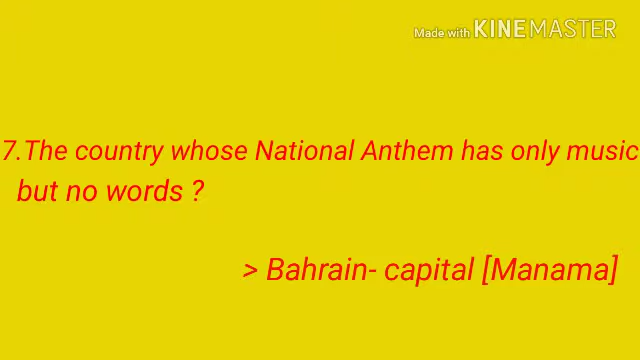 Made with KINEMASTER
7.The country whose National Anthem has only music
but no words ?
> Bahrain- capital [Manama]